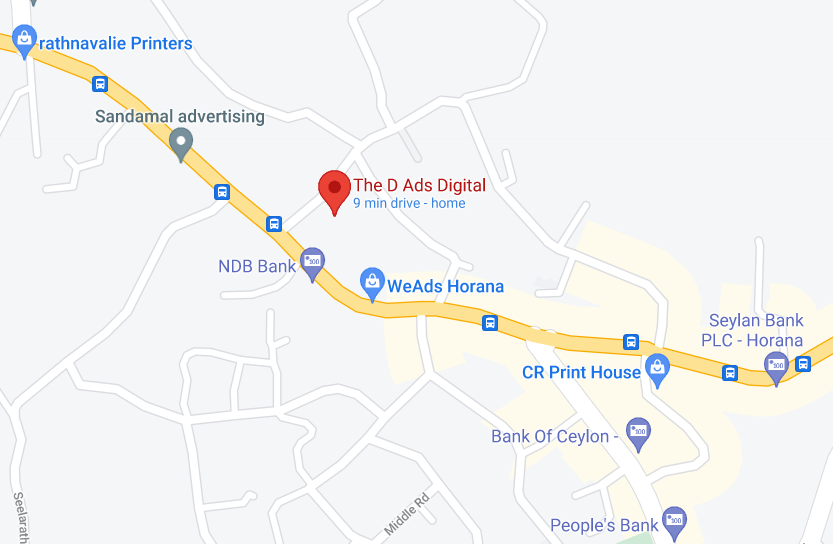 rathnavalie Printers
Sandamal advertising
The D Ads Digital
9 min drive - home
NDB Bank
WeAds Horana
Seylan Bank
PLC - Horana
CR Print House
Bank Of Ceylon -
Middle Rd
Seelarath
People's Bank